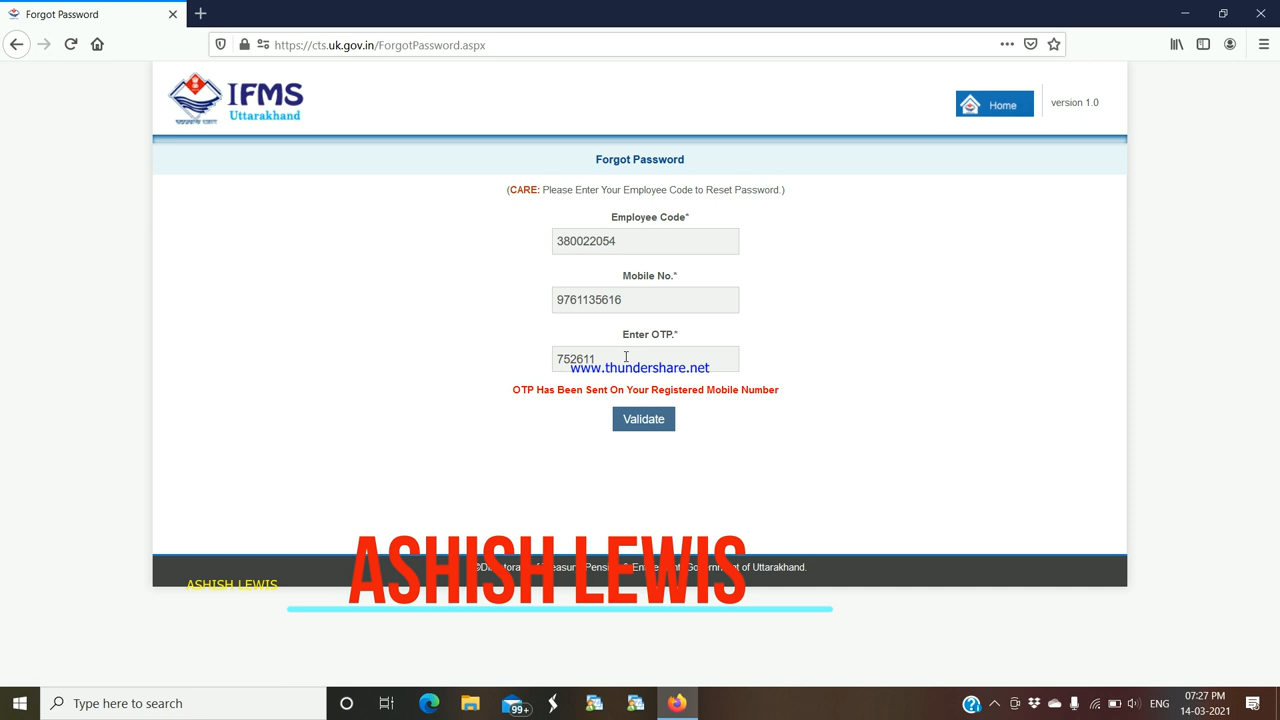 Forgot Password
https://cts.uk.gov.in/ForgotPassword.aspx
IFMS
Uttarakhand
Home
version 1.0
Forgot Password
(CARE: Please Enter Your Employee Code to Reset Password.)
Employee Code*
380022054
Mobile No.*
9761135616
Enter OTP.*
752611
www.thundershare.net
OTP Has Been Sent On Your Registered Mobile Number
Validate
of Uttarakhand.
ASHISH LEWIS
ASHISH LEWIS
Type here to search
99+
ENG
07:27 PM
14-03-2021